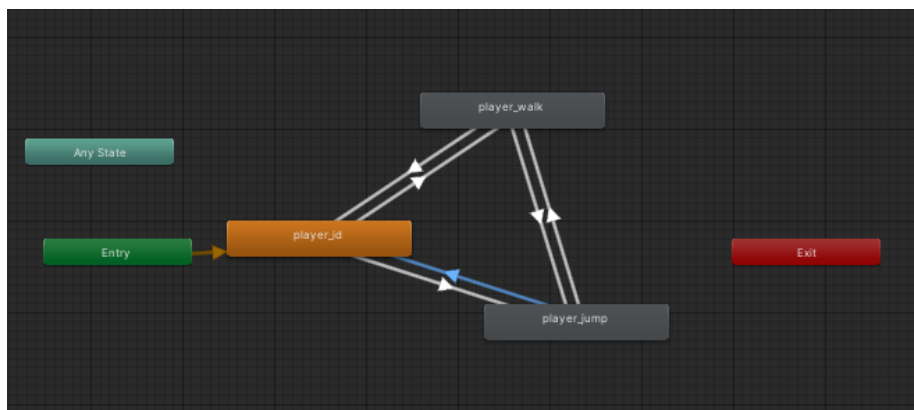 player_walk
Any State
player_id
Entry
Exit
player_jump